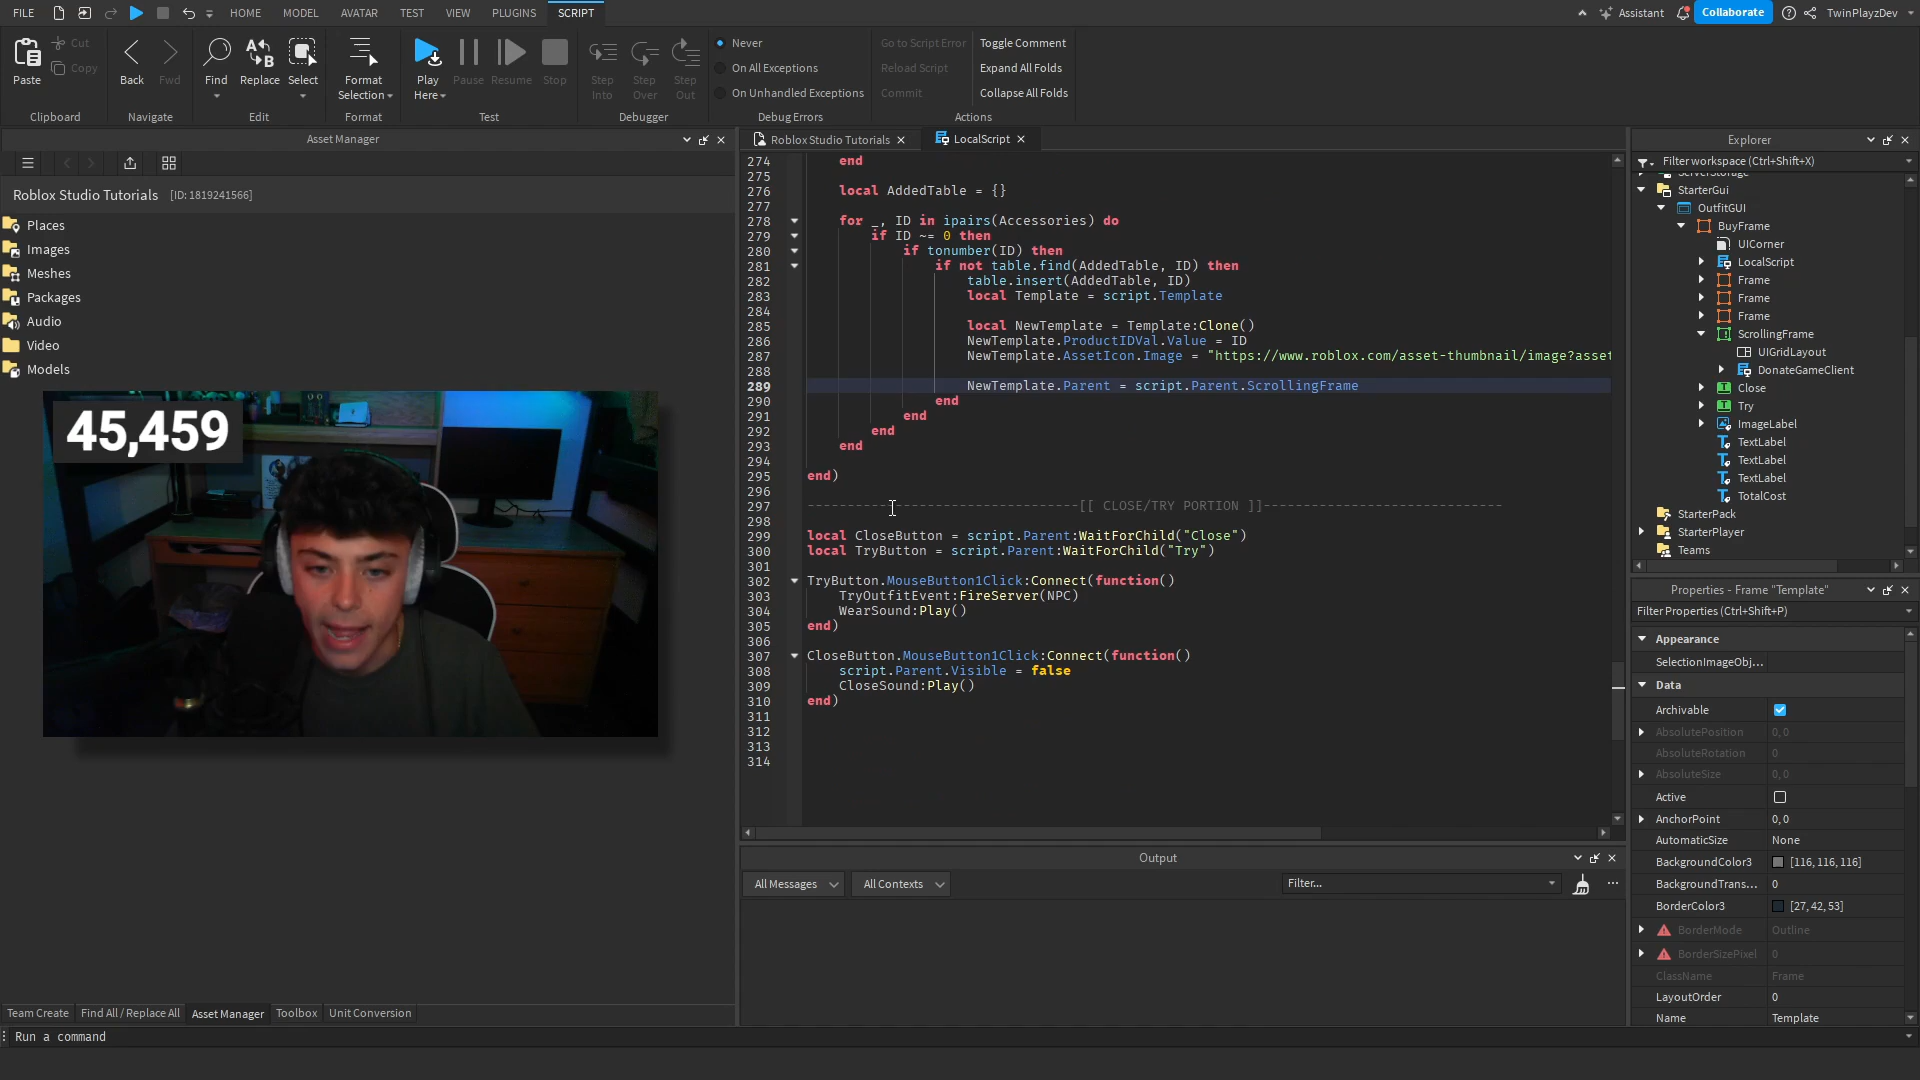 FILE
HOME
MODEL
AVATAR
TEST
VIEW
PLUGINS
SCRIPT
Assistant
Collaborate
TwinPlayzDev
Paste
Cut
Copy
Clipboard
Back
Fwd
Navigate
Find
Replace
Select
Edit
Format
Selection
Format
Play
Here
Pause
Resume
Stop
Test
Step
Into
Step
Over
Step
Out
Debugger
Never
On All Exceptions
On Unhandled Exceptions
Debug Errors
Go to Script Error
Reload Script
Commit
Toggle Comment
Expand All Folds
Collapse All Folds
Actions
Asset Manager
Roblox Studio Tutorials [ID: 1819241566]
Places
Images
Meshes
Packages
Audio
Video
Models
45,459
Team Create
Find All / Replace All
Asset Manager
Toolbox
Unit Conversion
Run a command
Roblox Studio Tutorials
LocalScript
274 end
275
276 local AddedTable = {}
277
278 for _, ID in ipairs(Accessories) do
279 if ID ~= 0 then
280 if tonumber(ID) then
281 if not table.find(AddedTable, ID) then
282 table.insert(AddedTable, ID)
283 local Template = script.Template
284
285 local NewTemplate = Template:Clone()
286 NewTemplate.ProductIDVal.Value = ID
287 NewTemplate.AssetIcon.Image = "https://www.roblox.com/asset-thumbnail/image?asset
288
289 NewTemplate.Parent = script.Parent.ScrollingFrame
290 end
291 end
292 end
293 end
294
295 end)
296
297 ----------------------------------[[ CLOSE/TRY PORTION ]]------------------------------
298
299 local CloseButton = script.Parent:WaitForChild("Close")
300 local TryButton = script.Parent:WaitForChild("Try")
301
302 TryButton.MouseButton1Click:Connect(function()
303 TryOutfitEvent:FireServer(NPC)
304 WearSound:Play()
305 end)
306
307 CloseButton.MouseButton1Click:Connect(function()
308 script.Parent.Visible = false
309 CloseSound:Play()
310 end)
311
312
313
314
Output
All Messages
All Contexts
Filter...
Explorer
Filter workspace (Ctrl+Shift+X)
ServerStorage
StarterGui
OutfitGUI
BuyFrame
UICorner
LocalScript
Frame
Frame
Frame
ScrollingFrame
UIGridLayout
DonateGameClient
Close
Try
ImageLabel
TextLabel
TextLabel
TextLabel
TotalCost
StarterPack
StarterPlayer
Teams
Properties - Frame "Template"
Filter Properties (Ctrl+Shift+P)
Appearance
SelectionImageObj...
Data
Archivable
AbsolutePosition 0, 0
AbsoluteRotation 0
AbsoluteSize 0, 0
Active
AnchorPoint 0, 0
AutomaticSize None
BackgroundColor3 [116, 116, 116]
BackgroundTrans... 0
BorderColor3 [27, 42, 53]
BorderMode Outline
BorderSizePixel 0
ClassName Frame
LayoutOrder 0
Name Template